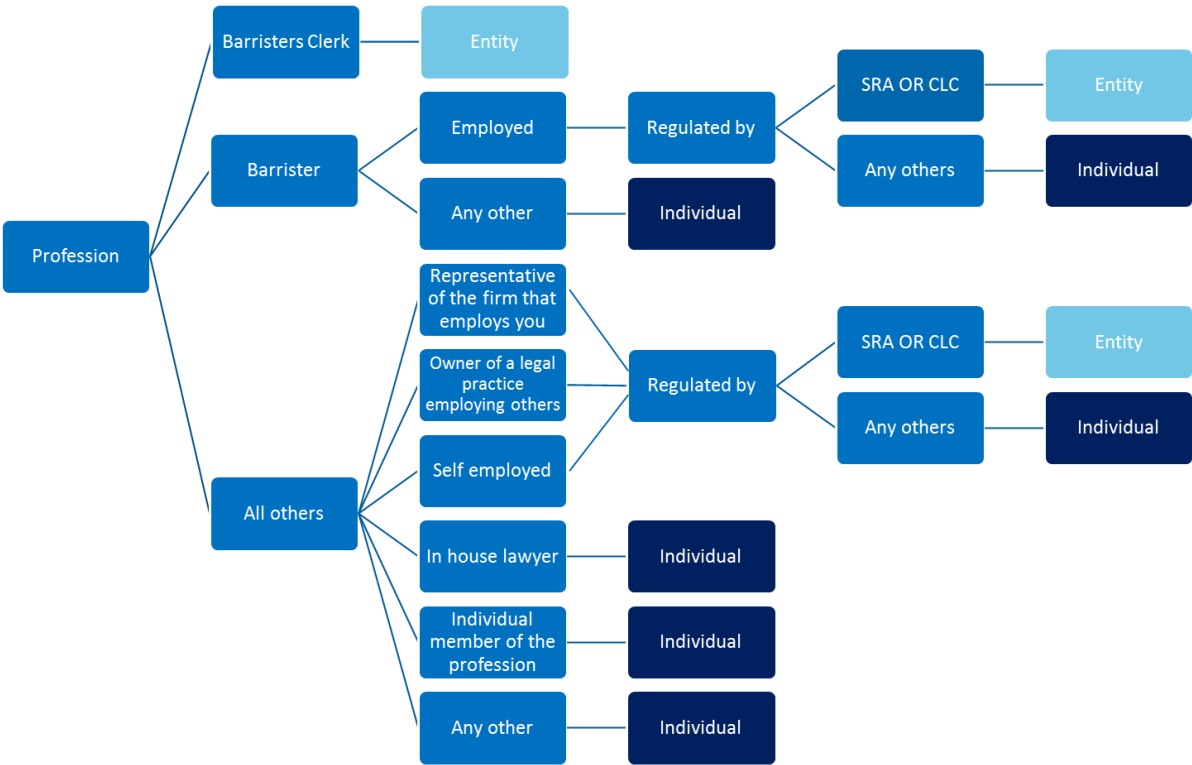 Barristers Clerk
Entity
Employed
Regulated by
SRA OR CLC
Entity
Any others
Individual
Barrister
Any other
Individual
Profession
Representative
of the firm that
employs you
Owner of a legal
practice
employing others
Self employed
Regulated by
SRA OR CLC
Entity
Any others
Individual
All others
In house lawyer
Individual
Individual
member of the
profession
Individual
Any other
Individual